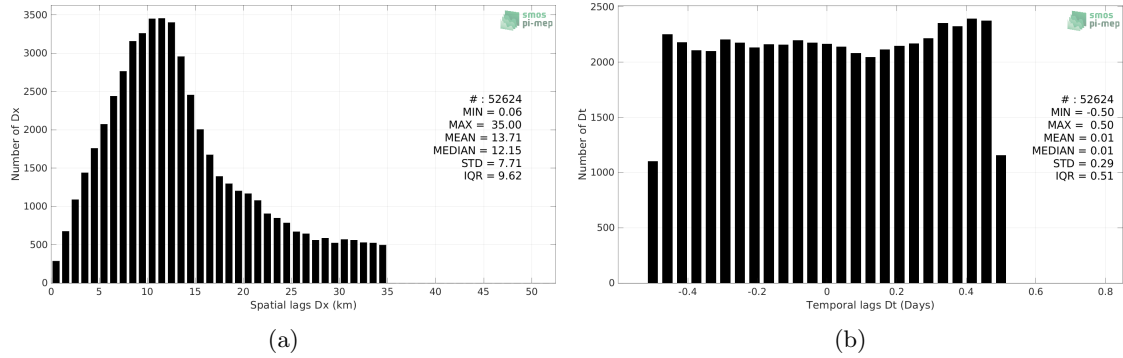 smos
pi-mep
Number of Dx
3500
3000
2500
2000
1500
1000
500
0
# : 52624
MIN = 0.06
MAX = 35.00
MEAN = 13.71
MEDIAN = 12.15
STD = 7.71
IQR = 9.62
0 5 10 15 20 25 30 35 40 45 50
Spatial lags Dx (km)
(a)
smos
pi-mep
Number of Dt
2500
2000
1500
1000
500
0
# : 52624
MIN = -0.50
MAX = 0.50
MEAN = 0.01
MEDIAN = 0.01
STD = 0.29
IQR = 0.51
-0.4 -0.2 0 0.2 0.4 0.6 0.8
Temporal lags Dt (Days)
(b)